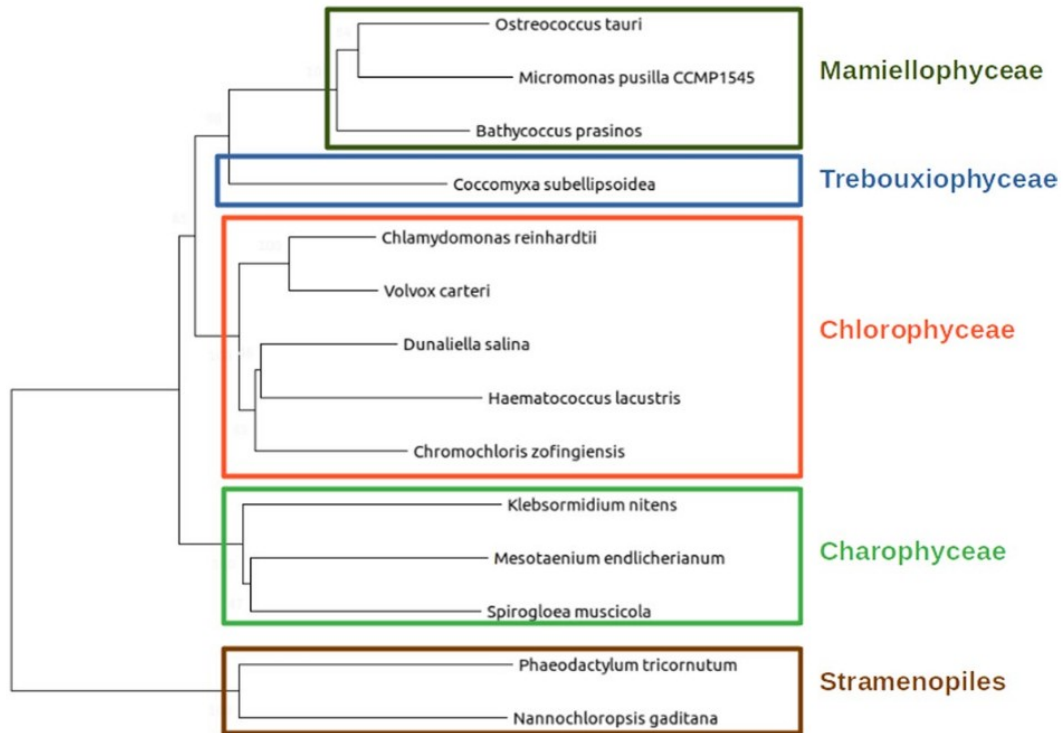 Ostreococcus tauri
Micromonas pusilla CCMP1545
Mamiellophyceae
Bathycoccus prasinos
Coccomyxa subellipsoidea
Trebouxiophyceae
Chlamydomonas reinhardtii
Volvox carteri
Chlorophyceae
Dunaliella salina
Haematococcus lacustris
Chromochloris zofingiensis
Klebsormidium nitens
Charophyceae
Mesotaenium endlicherianum
Spirogloea muscicola
Phaeodactylum tricornutum
Stramenopiles
Nannochloropsis gaditana